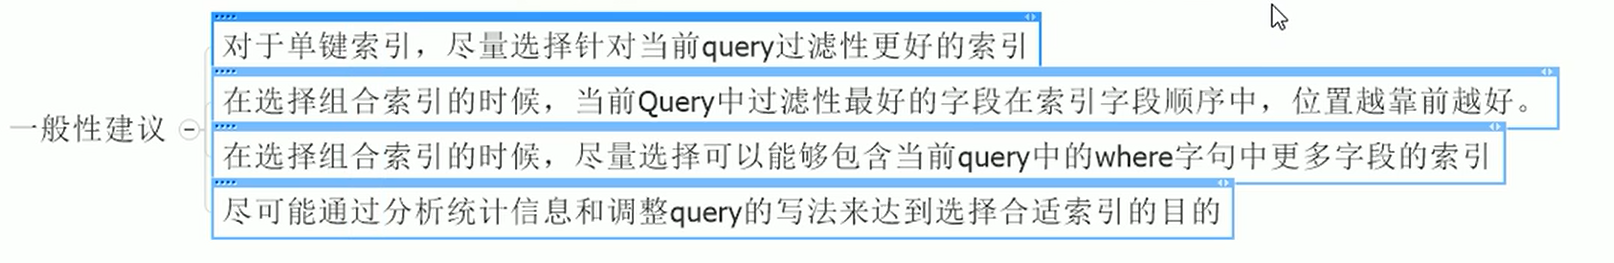 对于单键索引，尽量选择针对当前query过滤性更好的索引
在选择组合索引的时候，当前Query中过滤性最好的字段在索引字段顺序中，位置越靠前越好。
一般性建议
在选择组合索引的时候，尽量选择可以能够包含当前query中的where字句中更多字段的索引
尽可能通过分析统计信息和调整query的写法来达到选择合适索引的目的